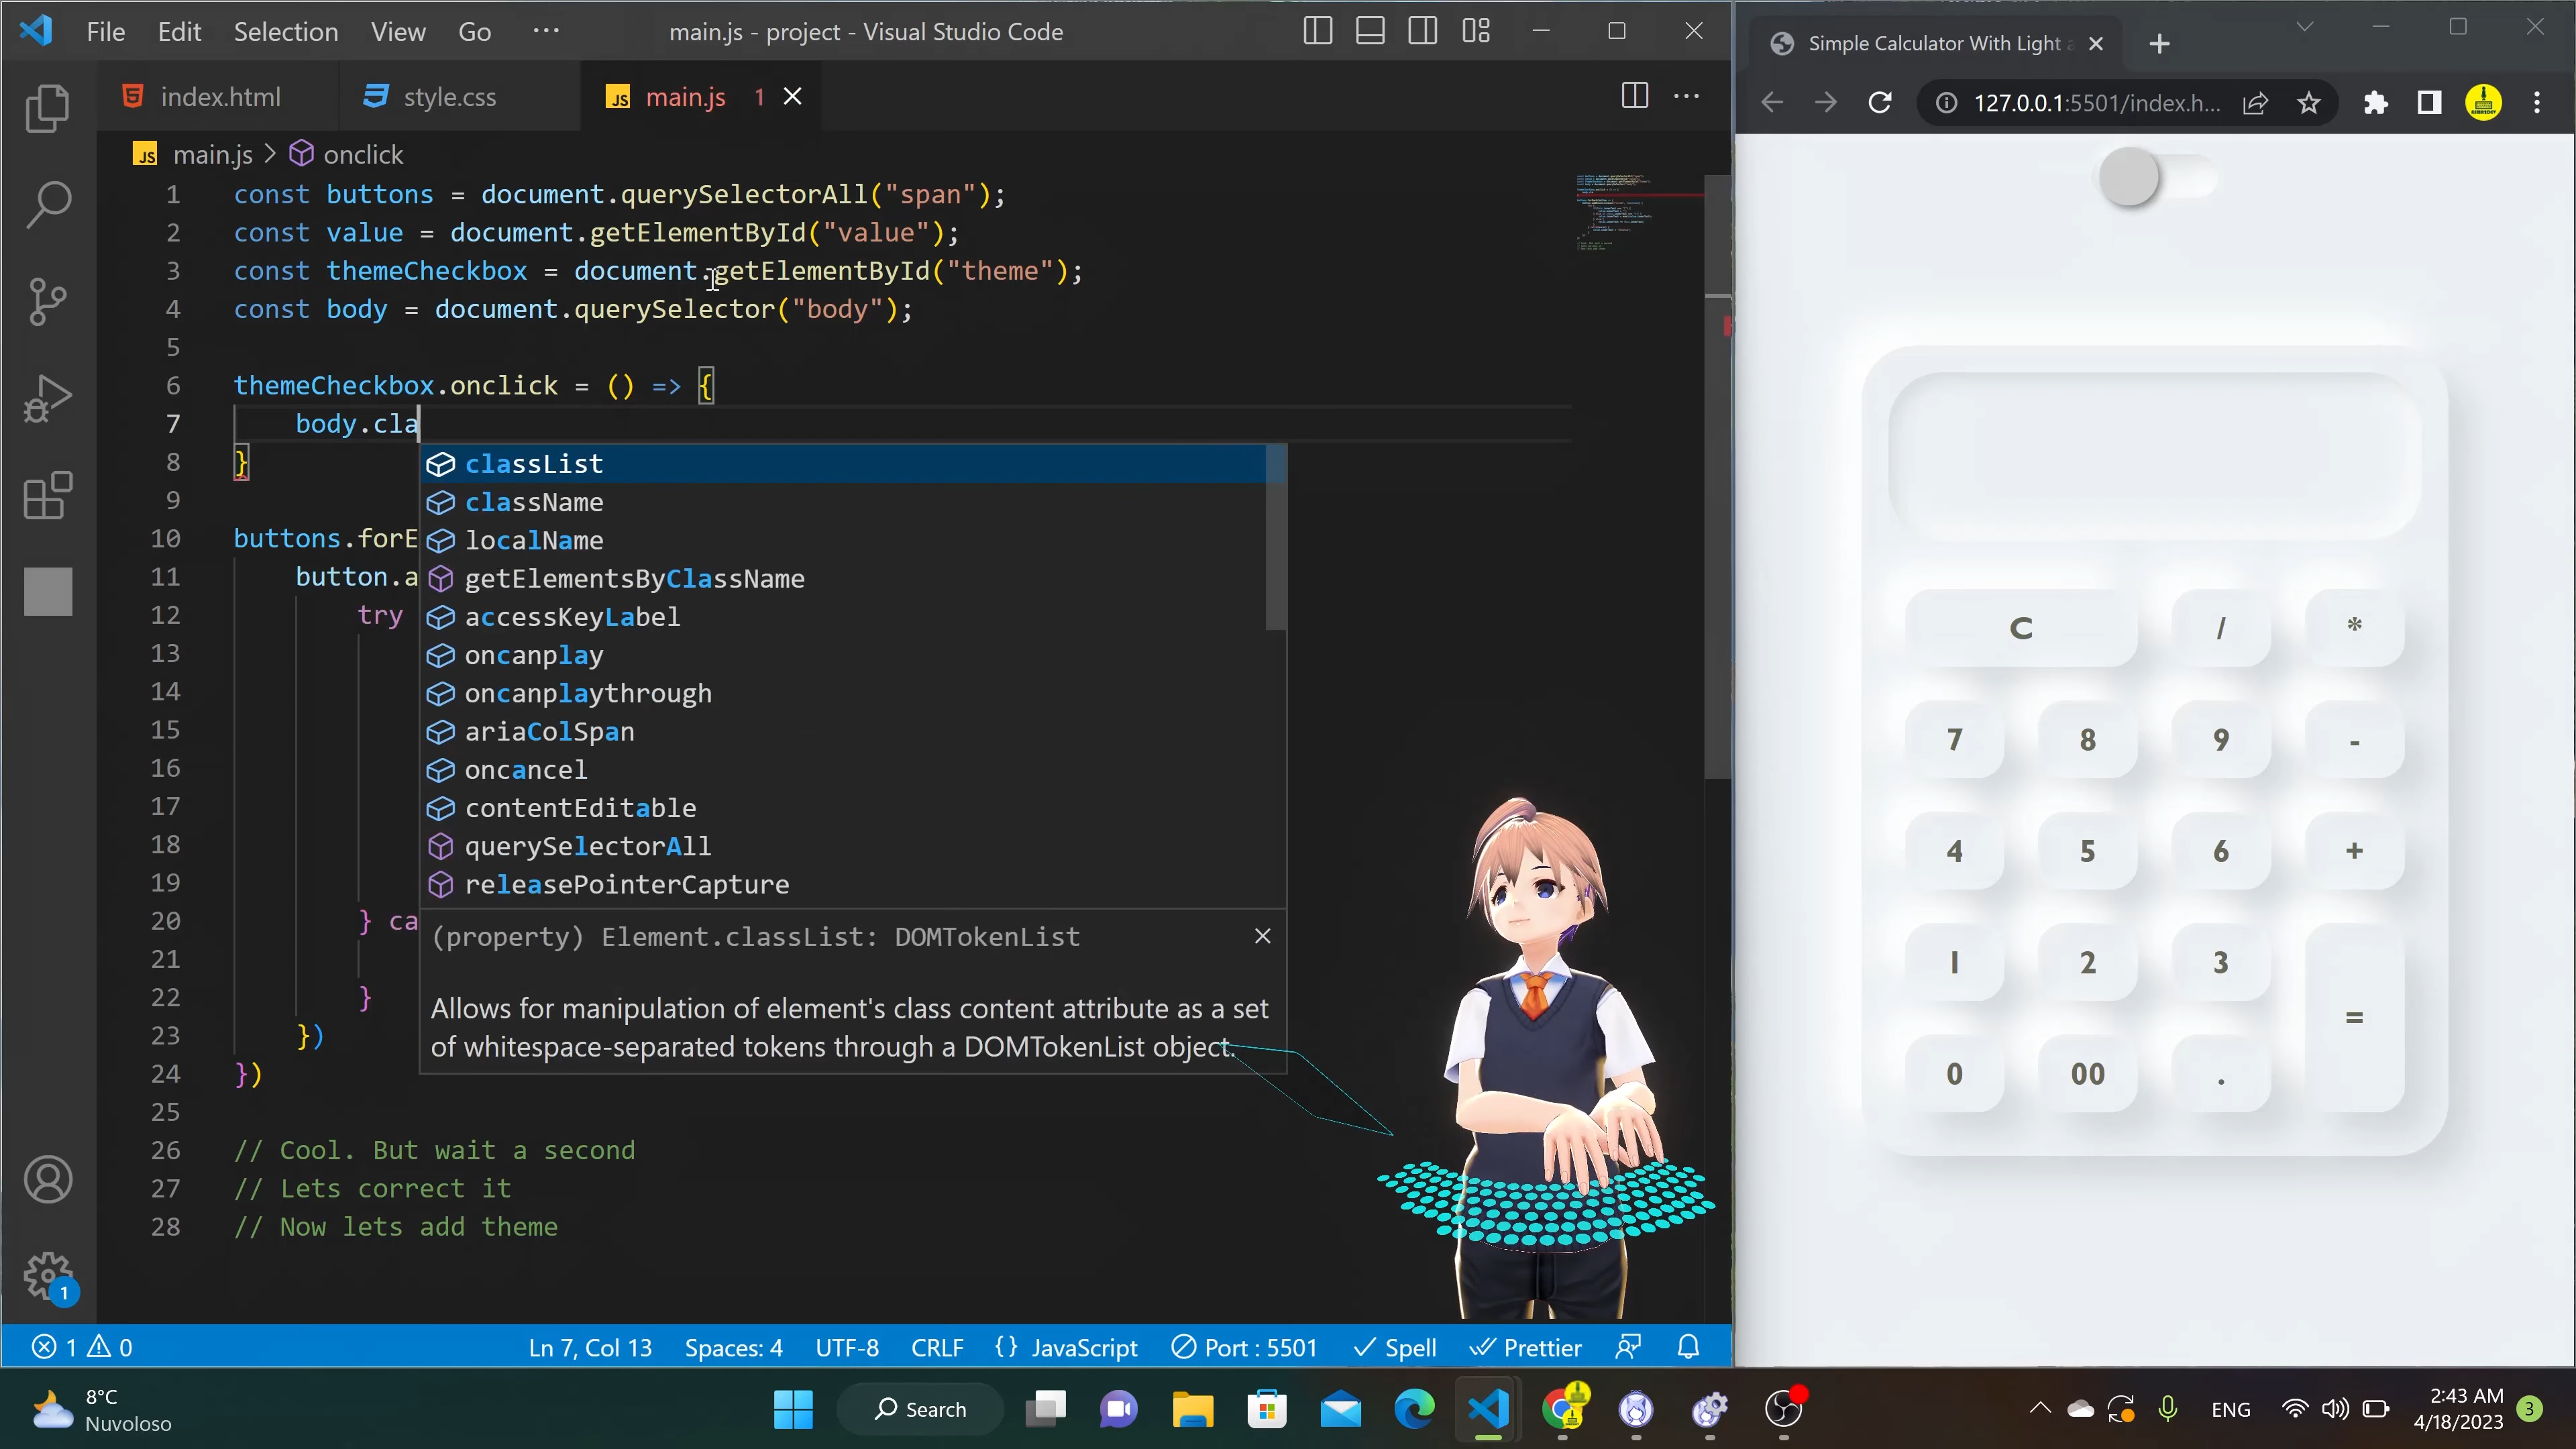 File Edit Selection View Go ··· main.js - project - Visual Studio Code
index.html style.css JS main.js 1
JS main.js > onclick
1 const buttons = document.querySelectorAll("span");
2 const value = document.getElementById("value");
3 const themeCheckbox = document.getElementById("theme");
4 const body = document.querySelector("body");
5
6 themeCheckbox.onclick = () => {
7 body.cla
8 }
9
10 buttons.forE
11 button.a
12 try
13
14
15
16
17
18
19
20 } ca
21
22 }
23 })
24 })
25
26 // Cool. But wait a second
27 // Lets correct it
28 // Now lets add theme
classList
className
localName
getElementsByClassName
accessKeyLabel
oncanplay
oncanplaythrough
ariaColSpan
oncancel
contentEditable
querySelectorAll
releasePointerCapture
(property) Element.classList: DOMTokenList
Allows for manipulation of element's class content attribute as a set
of whitespace-separated tokens through a DOMTokenList object.
1
1 0 Ln 7, Col 13 Spaces: 4 UTF-8 CRLF {} JavaScript Port : 5501 Spell Prettier
Simple Calculator With Light
127.0.0.1:5501/index.h...
C / *
7 8 9 -
4 5 6 +
1 2 3
=
0 00 .
8°C
Nuvoloso
Search
ENG
2:43 AM
4/18/2023
3